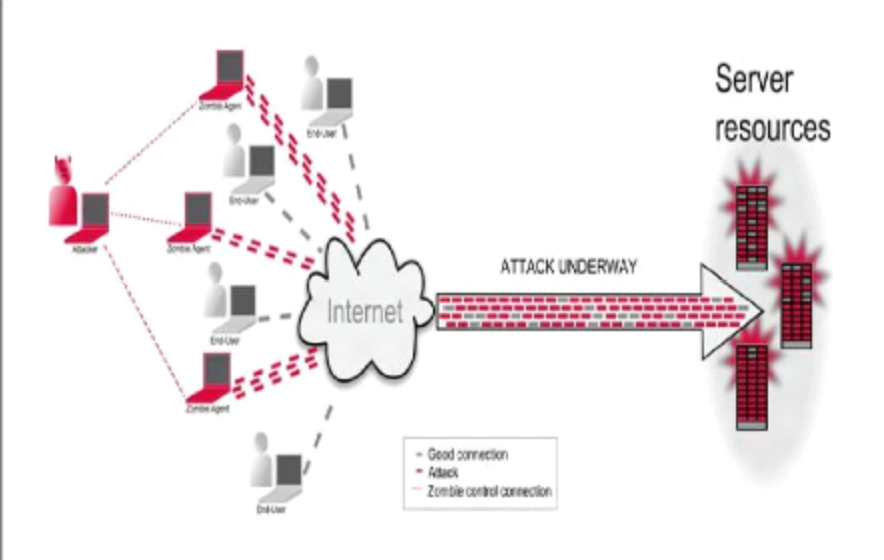 Server
resources
Zombie Agent
End-User
End-User
Attacker
Zombie Agent
Internet
ATTACK UNDERWAY
End-User
Zombie Agent
End-User
Good connection
Attack
Zombie control connection